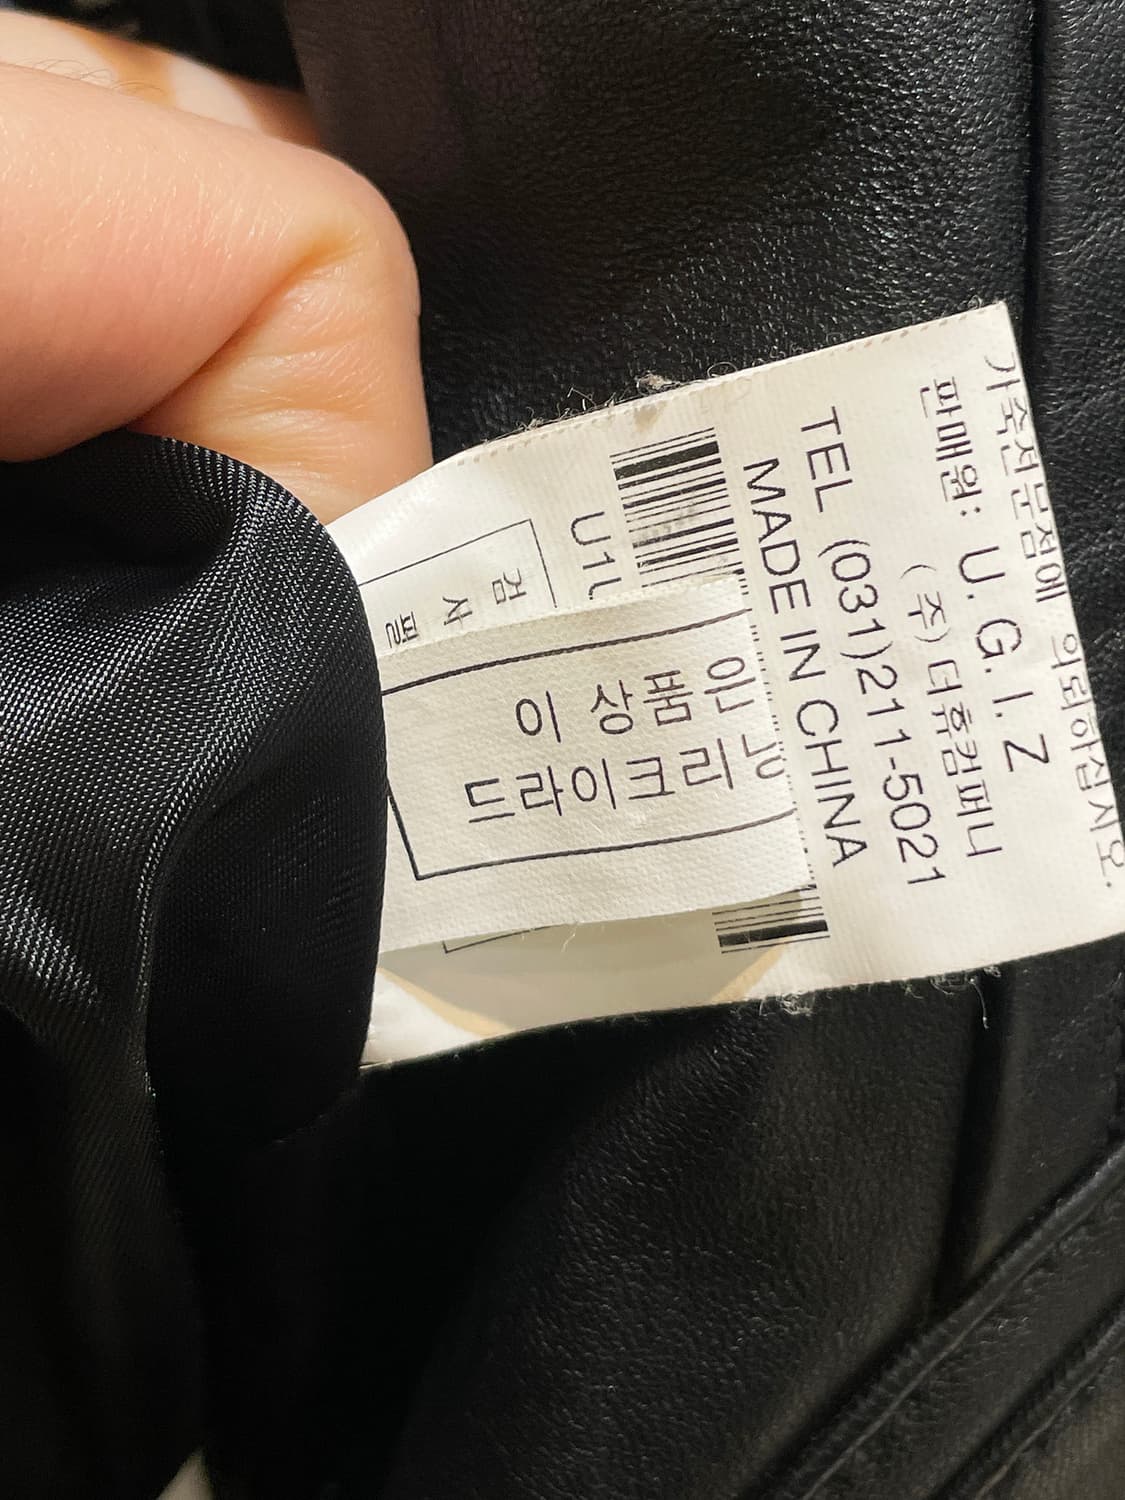 가죽전문점에 의뢰하십시오.
판매원: U.G.I.Z
(주)더휴컴퍼니
TEL (031)211-5021
MADE IN CHINA
검 사 필
이 상품은
드라이크리닝